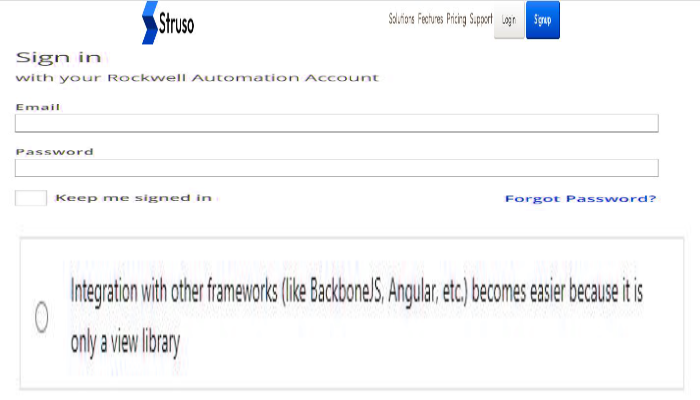 Struso
Solutions Features Pricing Support Login Signup
Sign in
with your Rockwell Automation Account
Email
Password
Keep me signed in Forgot Password?
Integration with other frameworks (like BackboneJS, Angular, etc.) becomes easier because it is
only a view library